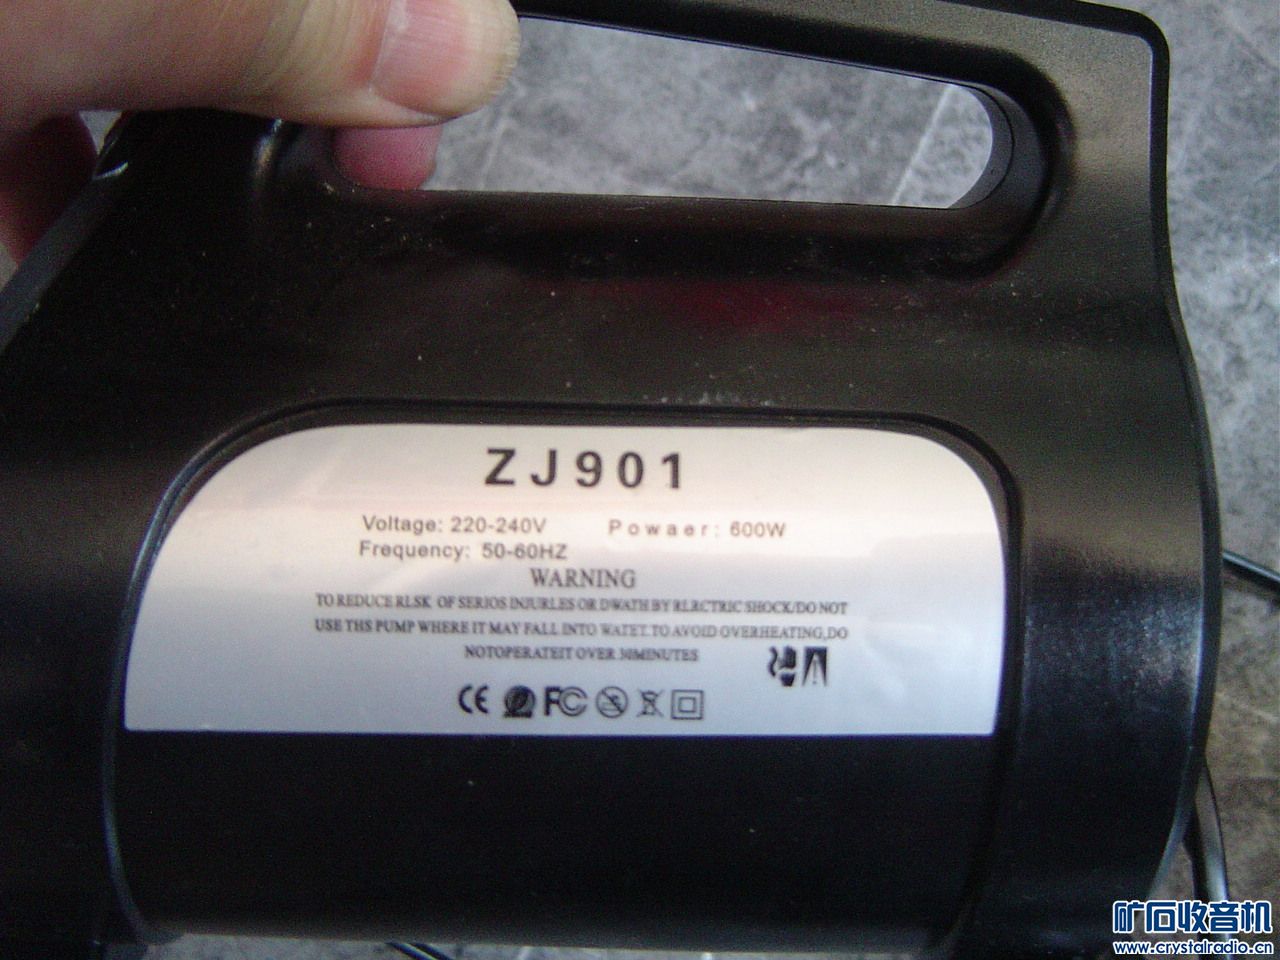 ZJ901
Voltage: 220-240V Powaer: 600W
Frequency: 50-60HZ
WARNING
TO REDUCE RLSK OF SERIOS INJURLES OR DWATH BY RLRCTRIC SHOCK/DO NOT
USE THS PUMP WHERE IT MAY FALL INTO WATET.TO AVOID OVERHEATING,DO
NOTOPERATEIT OVER 30MINUTES
CE FC
矿石收音机
www.crystalradio.cn